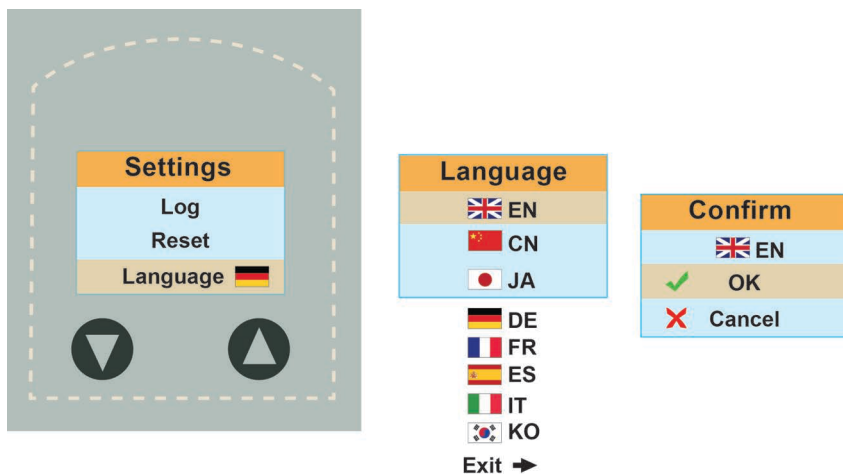 Settings
Log
Reset
Language
Language
EN
CN
JA
DE
FR
ES
IT
KO
Exit
Confirm
EN
OK
Cancel